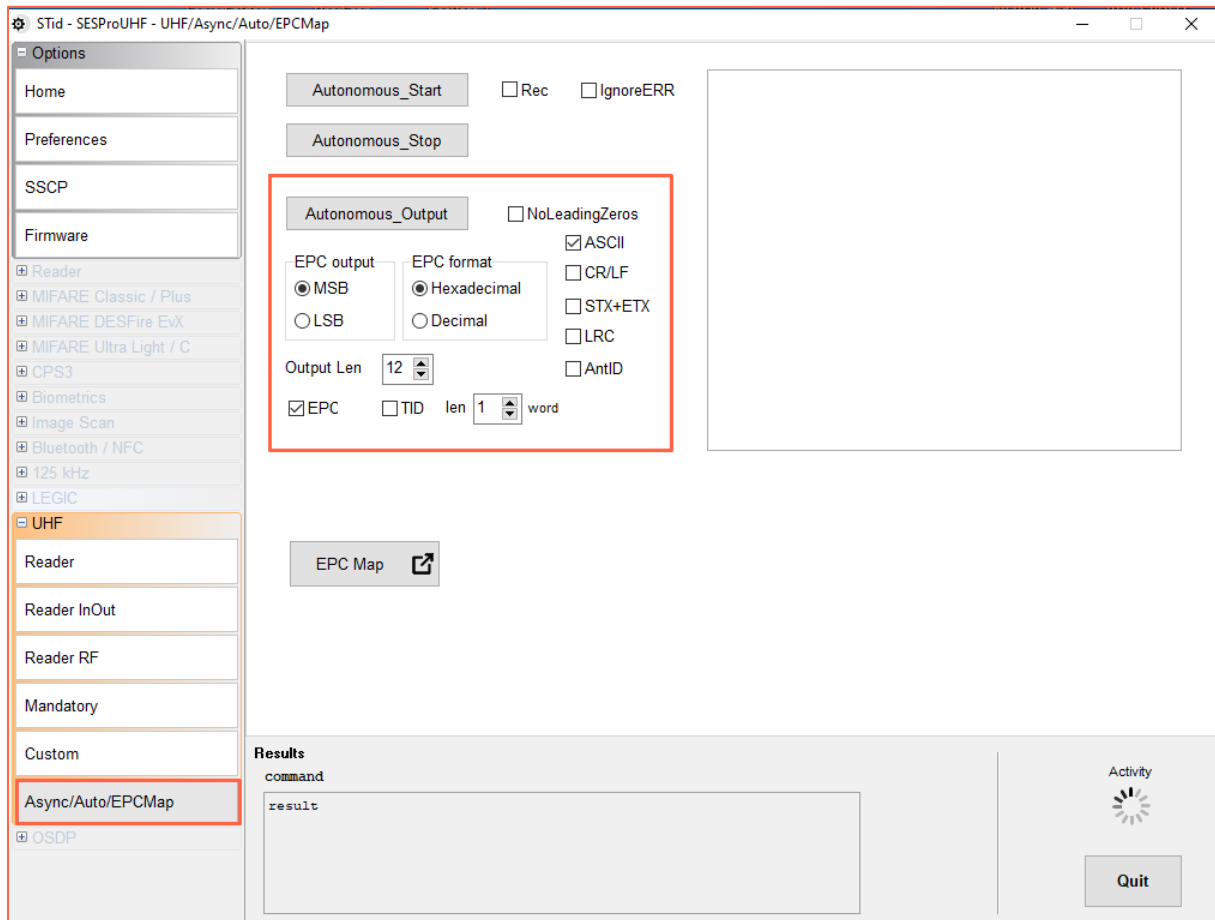 STid - SESProUHF - UHF/Async/Auto/EPCMap
Options
Home
Preferences
SSCP
Firmware
Reader
MIFARE Classic / Plus
MIFARE DESFire EvX
MIFARE Ultra Light / C
CPS3
Biometrics
Image Scan
Bluetooth / NFC
125 kHz
LEGIC
UHF
Reader
Reader InOut
Reader RF
Mandatory
Custom
Async/Auto/EPCMap
OSDP
Autonomous_Start Rec IgnoreERR
Autonomous_Stop
Autonomous_Output NoLeadingZeros
ASCII
EPC output EPC format
CR/LF
MSB Hexadecimal
STX+ETX
LSB Decimal
LRC
Output Len 12 AntID
EPC TID len 1 word
EPC Map
Results
command
result
Activity
Quit